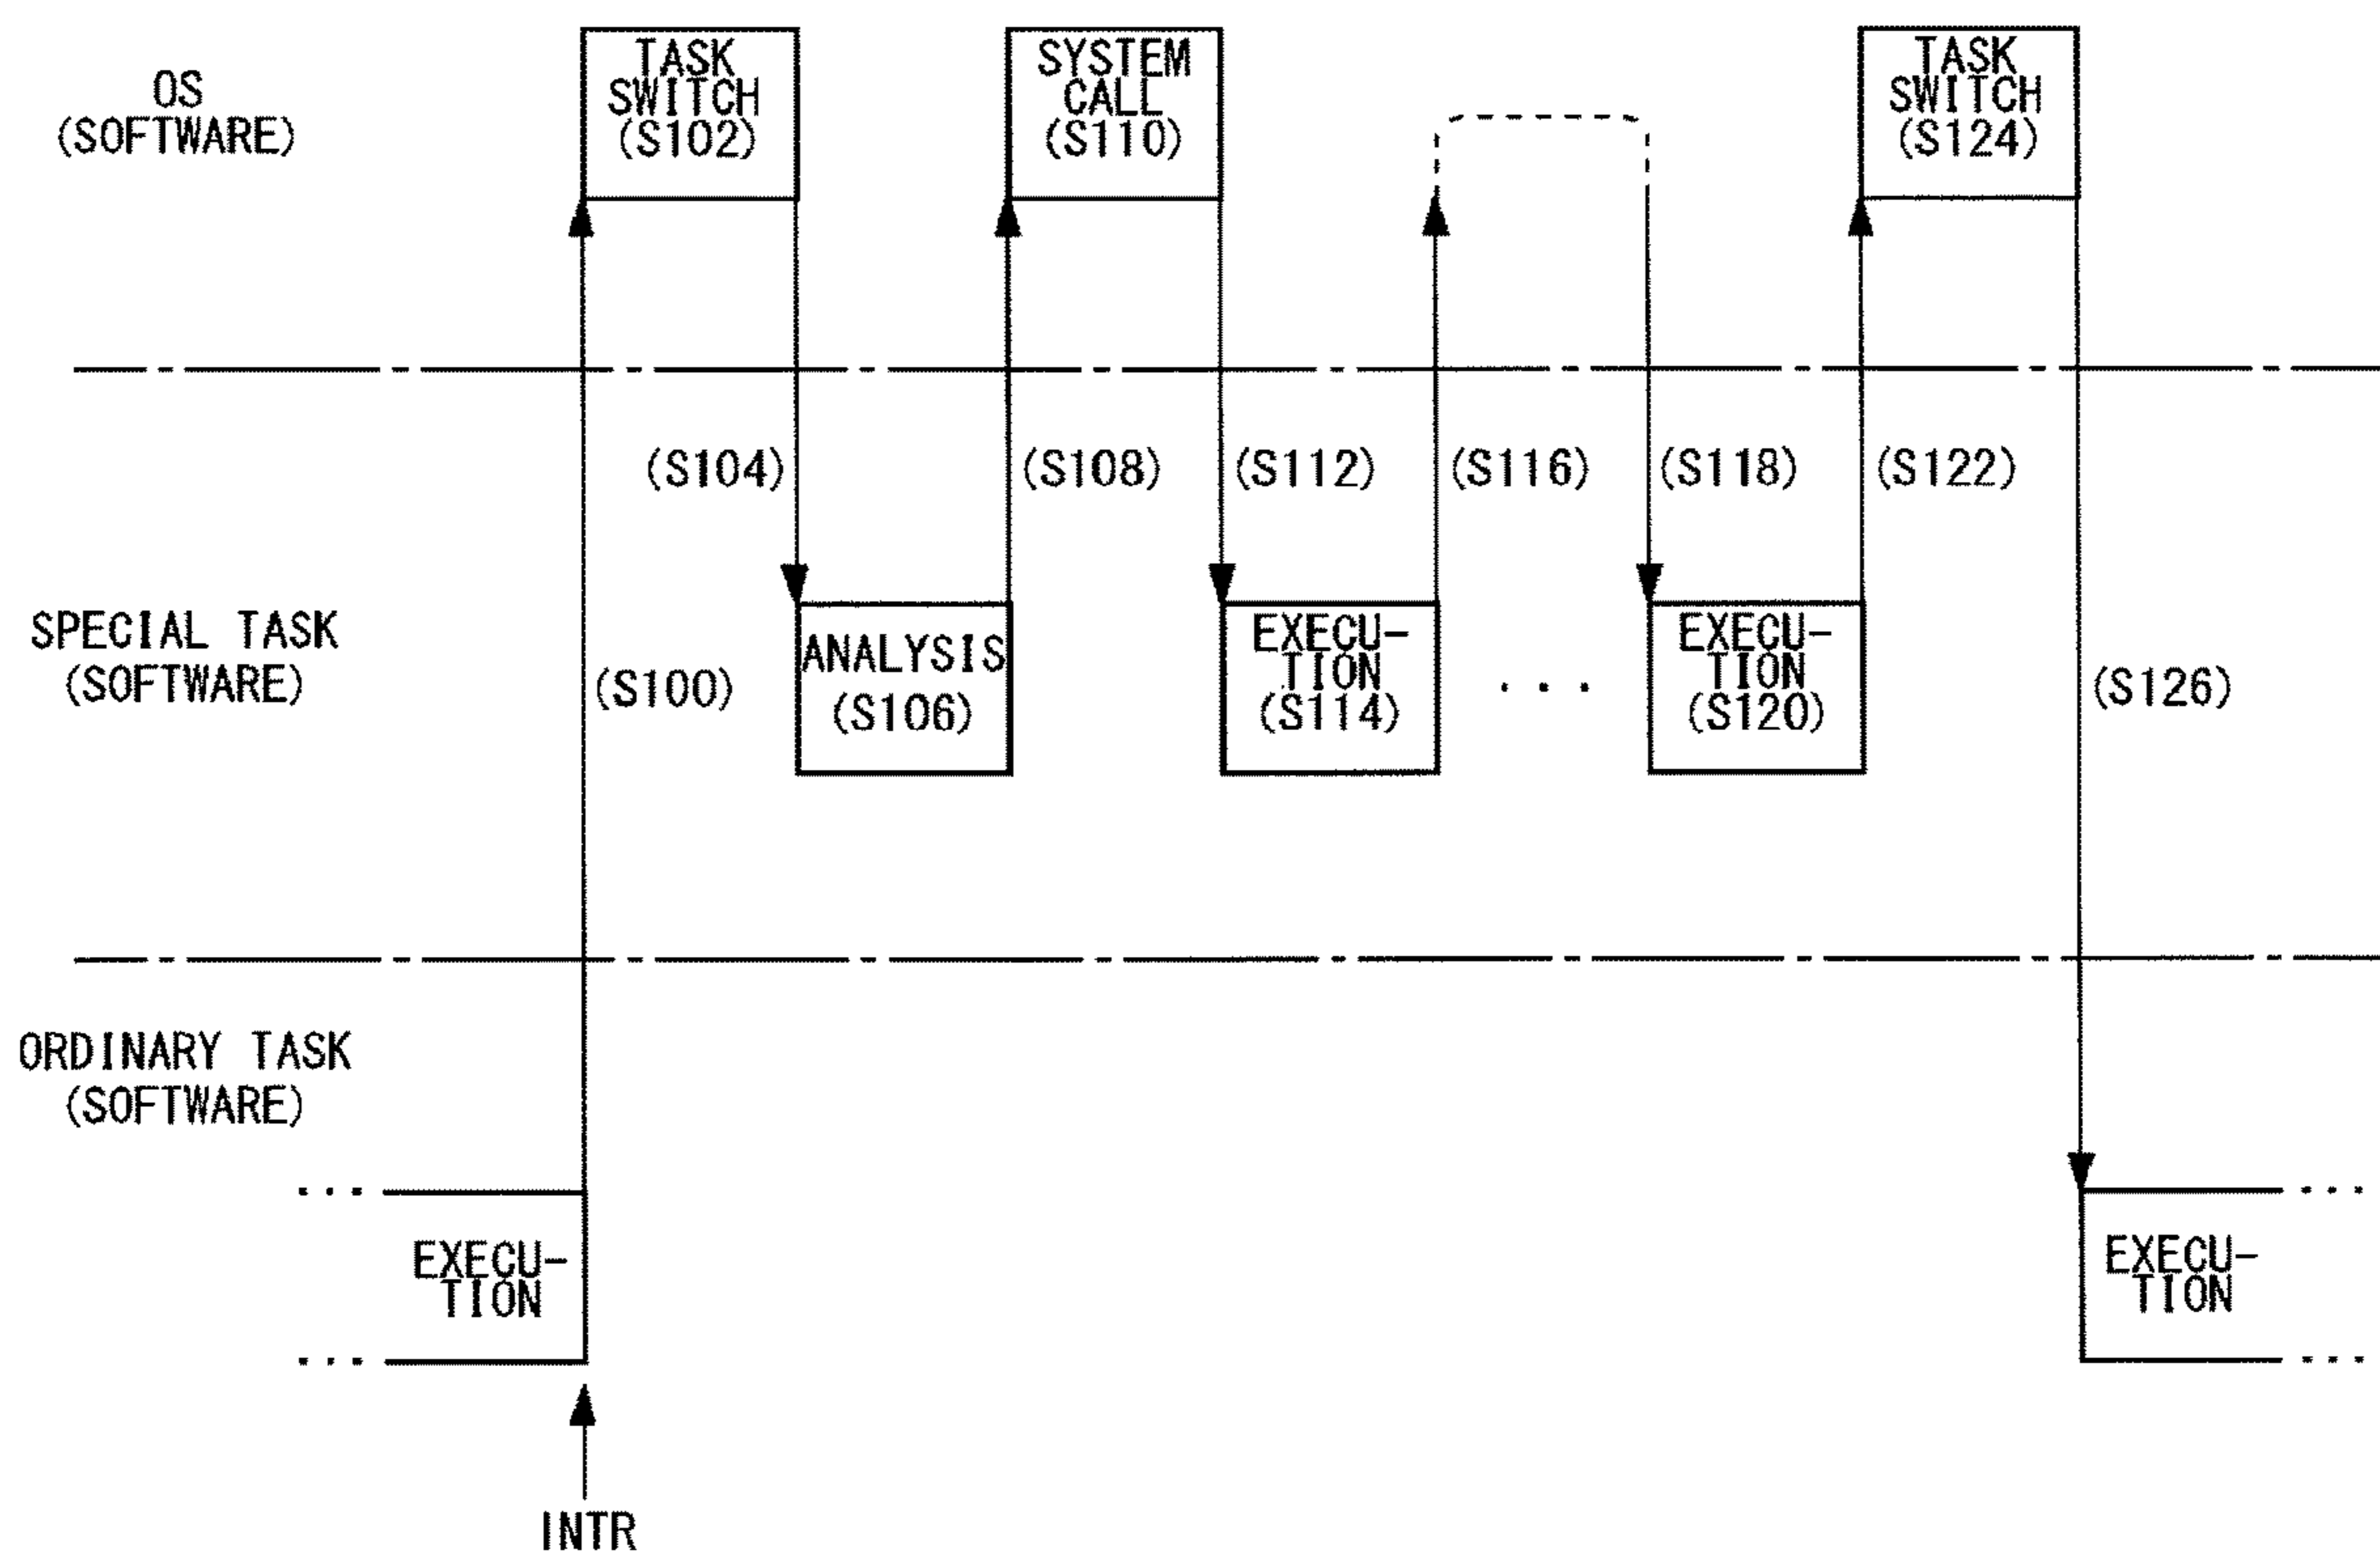 OS
(SOFTWARE)
TASK
SWITCH
(S102)
SYSTEM
CALL
(S110)
TASK
SWITCH
(S124)
(S104)
(S108)
(S112)
(S116)
(S118)
(S122)
SPECIAL TASK
(SOFTWARE)
(S100)
ANALYSIS
(S106)
EXECU-
TION
(S114)
...
EXECU-
TION
(S120)
(S126)
ORDINARY TASK
(SOFTWARE)
... EXECU-
TION
...
EXECU-
TION
...
INTR